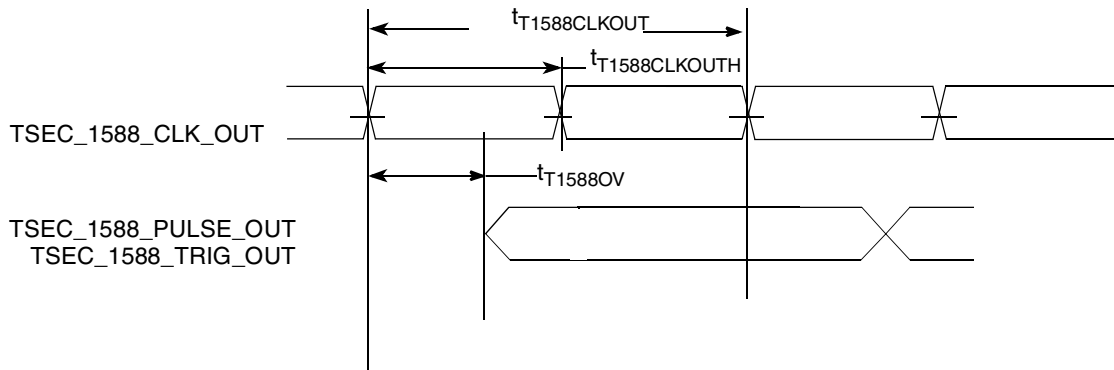 tT1588CLKOUT
tT1588CLKOUTH
TSEC_1588_CLK_OUT
tT1588OV
TSEC_1588_PULSE_OUT
TSEC_1588_TRIG_OUT